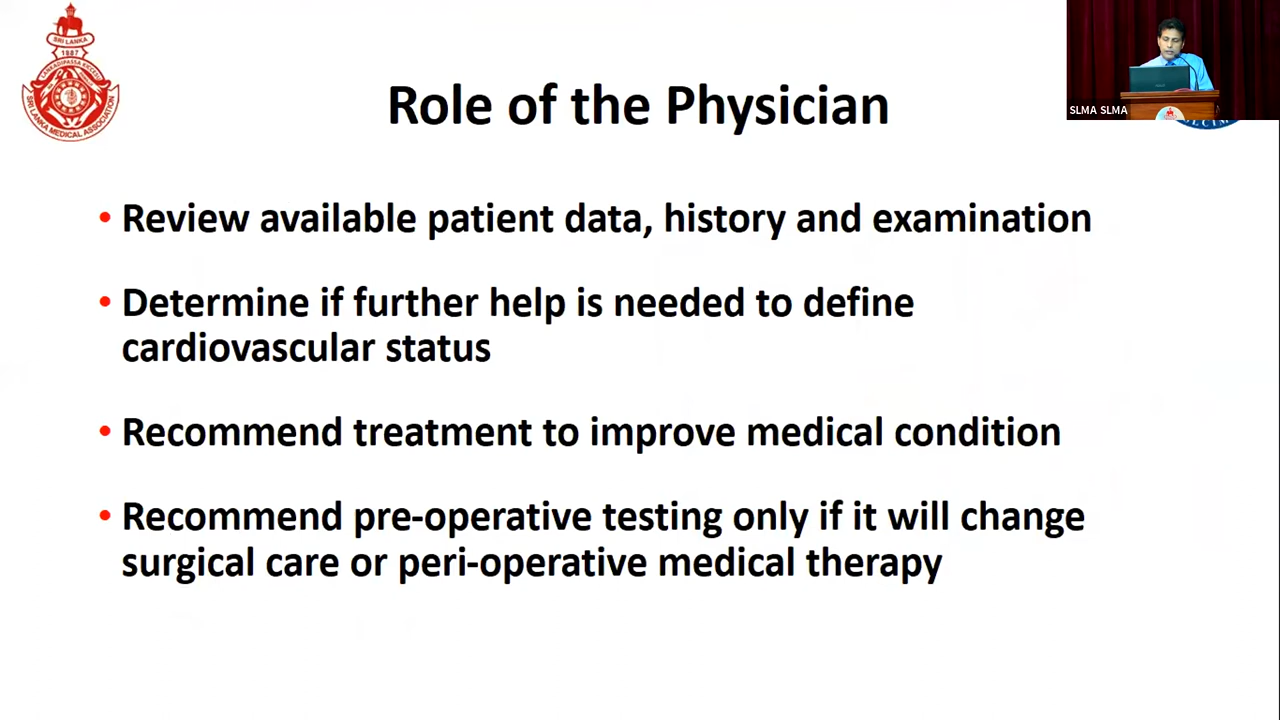 SRI LANKA
1887
SRI LANKA MEDICAL ASSOCIATION
SLMA SLMA
Role of the Physician
• Review available patient data, history and examination
• Determine if further help is needed to define
cardiovascular status
• Recommend treatment to improve medical condition
• Recommend pre-operative testing only if it will change
surgical care or peri-operative medical therapy